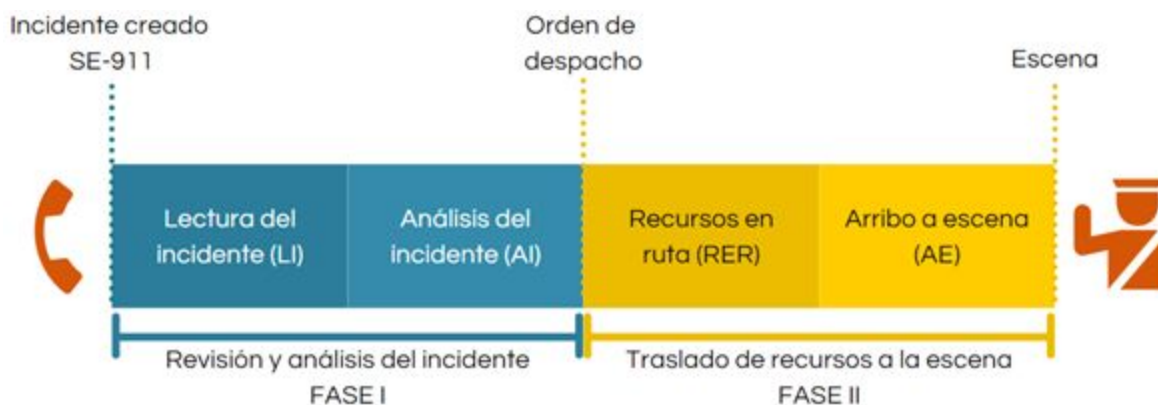 Incidente creado
SE-911
Orden de
despacho
Escena
Lectura del
incidente (LI)
Análisis del
incidente (AI)
Recursos en
ruta (RER)
Arribo a escena
(AE)
Revisión y análisis del incidente
FASE I
Traslado de recursos a la escena
FASE II